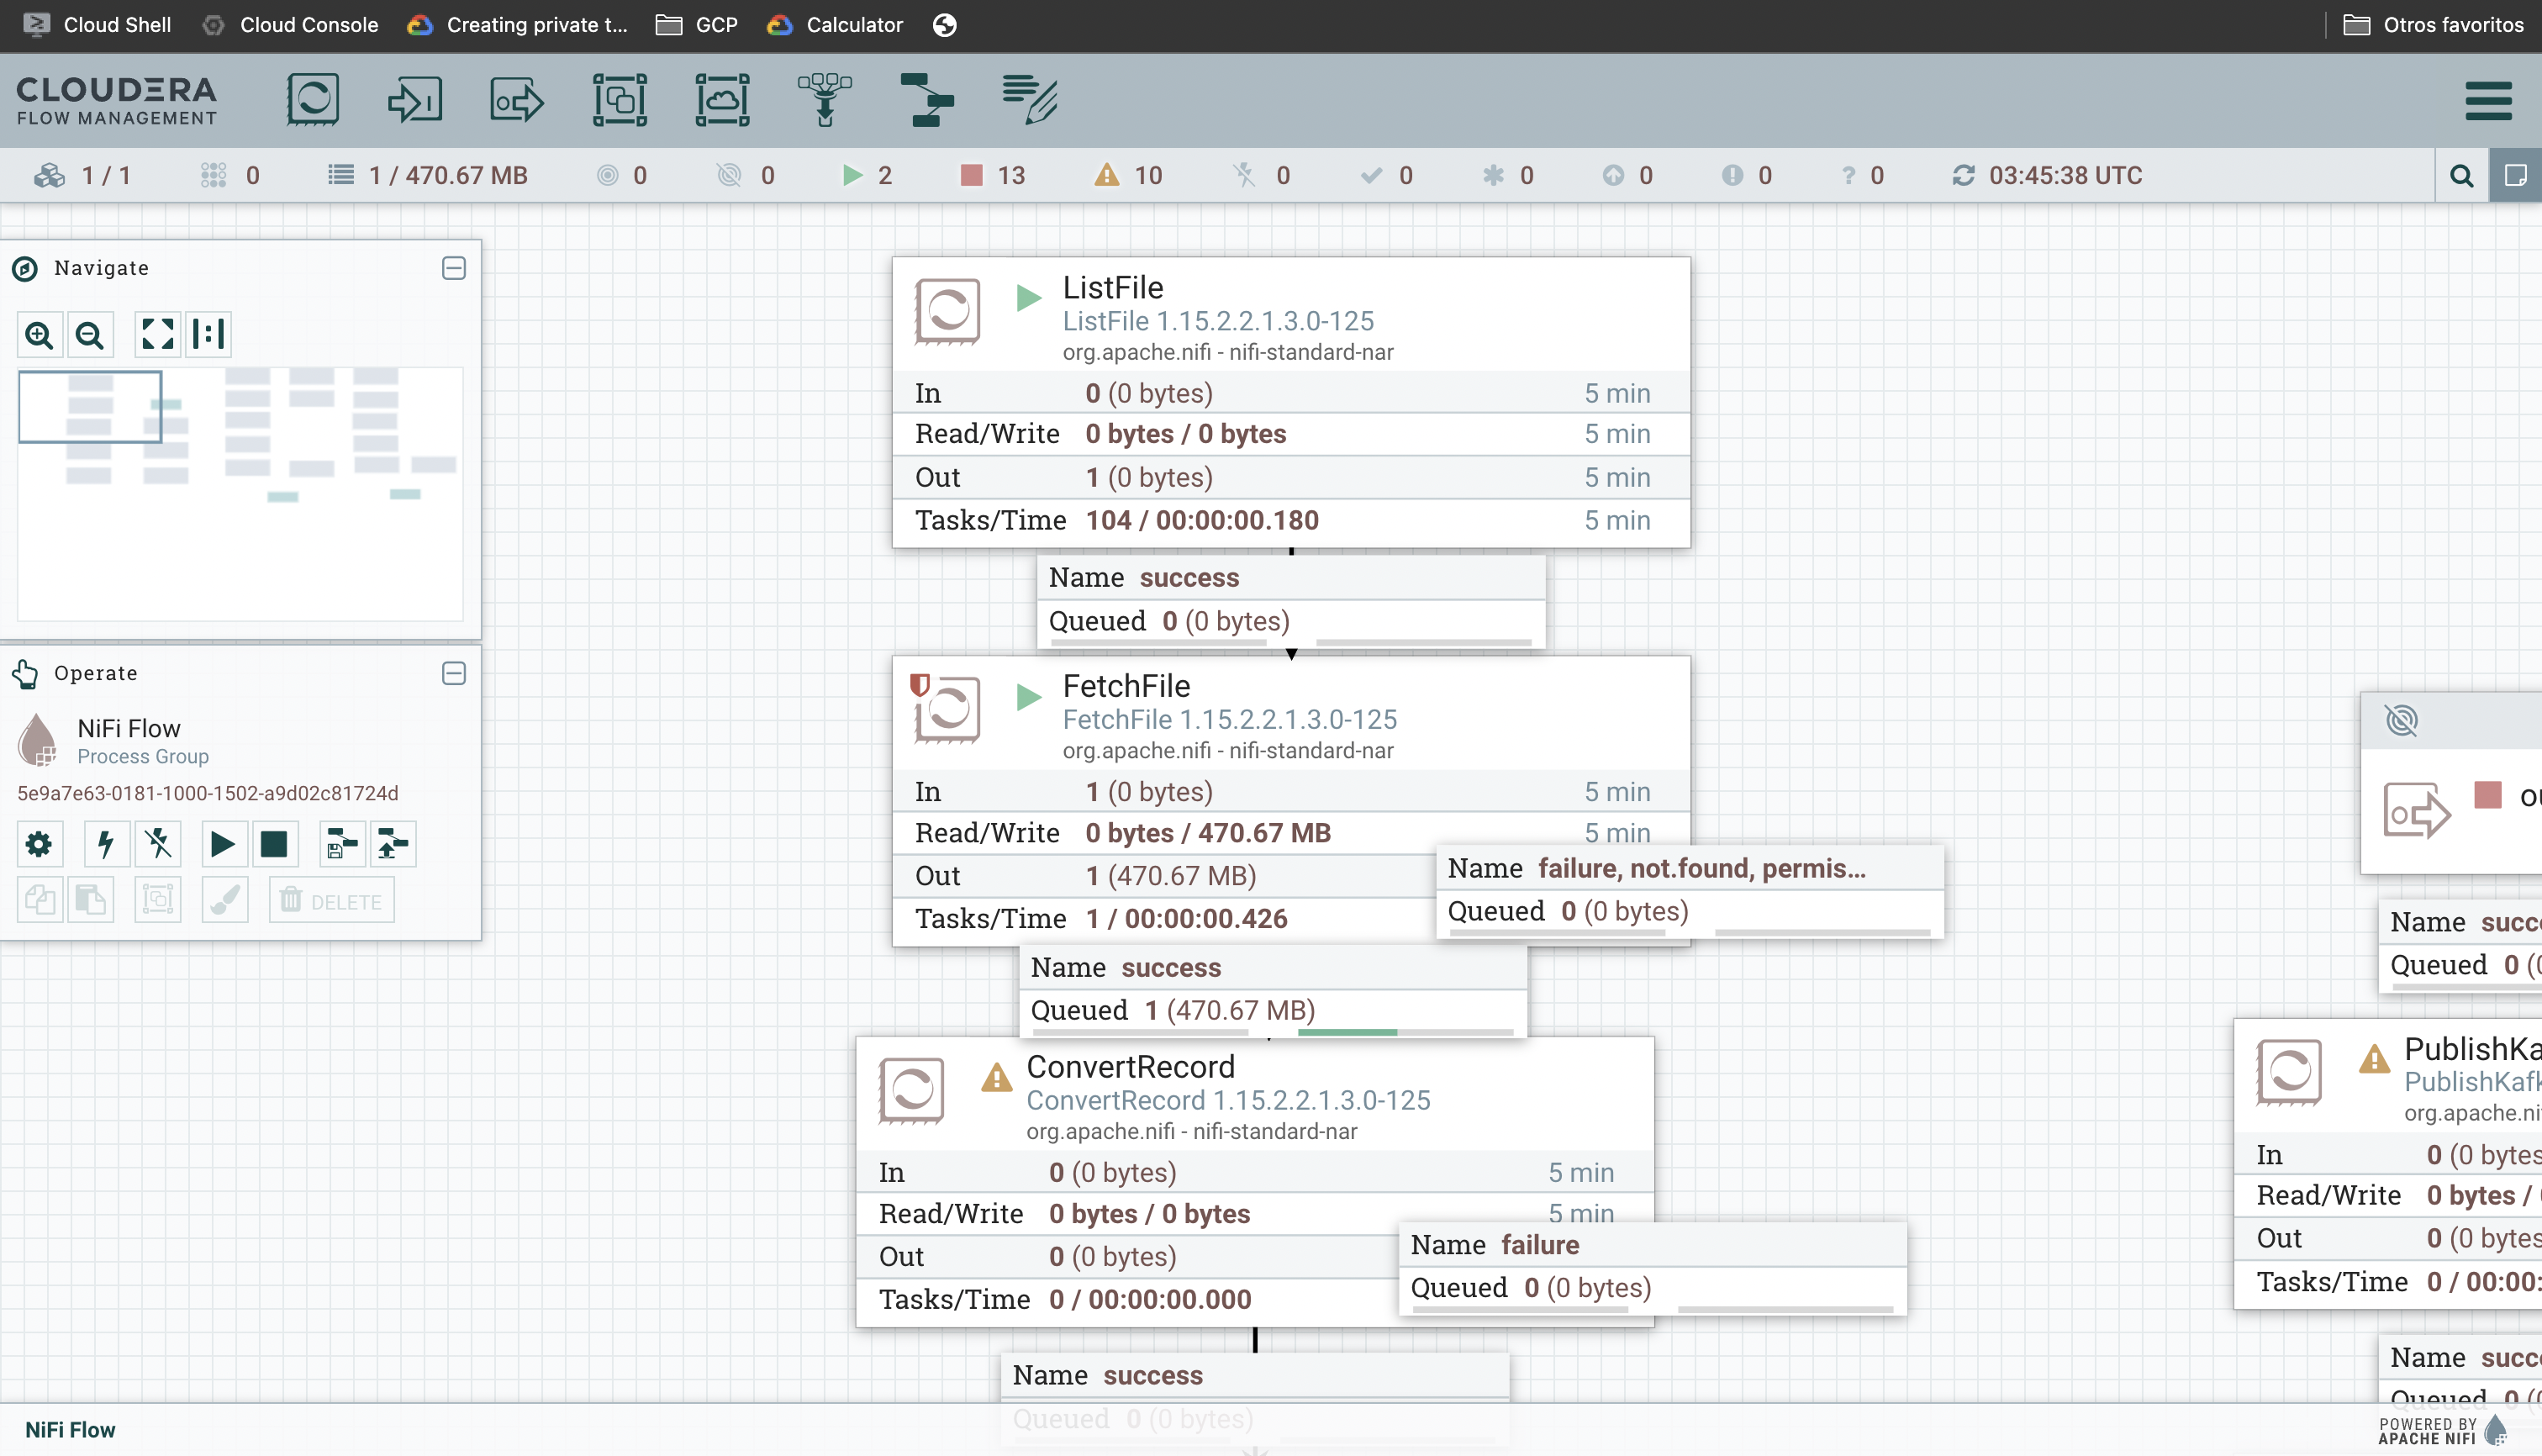 Cloud Shell Cloud Console Creating private t... GCP Calculator Otros favoritos
CLOUDERA
FLOW MANAGEMENT
1 / 1 0 1 / 470.67 MB 0 0 2 13 10 0 0 0 0 0 ? 0 03:45:38 UTC
Navigate
Operate
NiFi Flow
Process Group
5e9a7e63-0181-1000-1502-a9d02c81724d
DELETE
ListFile
ListFile 1.15.2.2.1.3.0-125
org.apache.nifi - nifi-standard-nar
In 0 (0 bytes) 5 min
Read/Write 0 bytes / 0 bytes 5 min
Out 1 (0 bytes) 5 min
Tasks/Time 104 / 00:00:00.180 5 min
Name success
Queued 0 (0 bytes)
FetchFile
FetchFile 1.15.2.2.1.3.0-125
org.apache.nifi - nifi-standard-nar
In 1 (0 bytes) 5 min
Read/Write 0 bytes / 470.67 MB 5 min
Out 1 (470.67 MB)
Tasks/Time 1 / 00:00:00.426
Name failure, not.found, permis...
Queued 0 (0 bytes)
Name success
Queued 1 (470.67 MB)
ConvertRecord
ConvertRecord 1.15.2.2.1.3.0-125
org.apache.nifi - nifi-standard-nar
In 0 (0 bytes) 5 min
Read/Write 0 bytes / 0 bytes 5 min
Out 0 (0 bytes)
Tasks/Time 0 / 00:00:00.000
Name failure
Queued 0 (0 bytes)
Name success
Queued 0 (0 bytes)
ou
Name succe
Queued 0 (0
PublishKa
PublishKafk
org.apache.ni
In 0 (0 bytes
Read/Write 0 bytes /
Out 0 (0 bytes
Tasks/Time 0 / 00:00:
Name succe
Queued 0 (
NiFi Flow
POWERED BY
APACHE NIFI